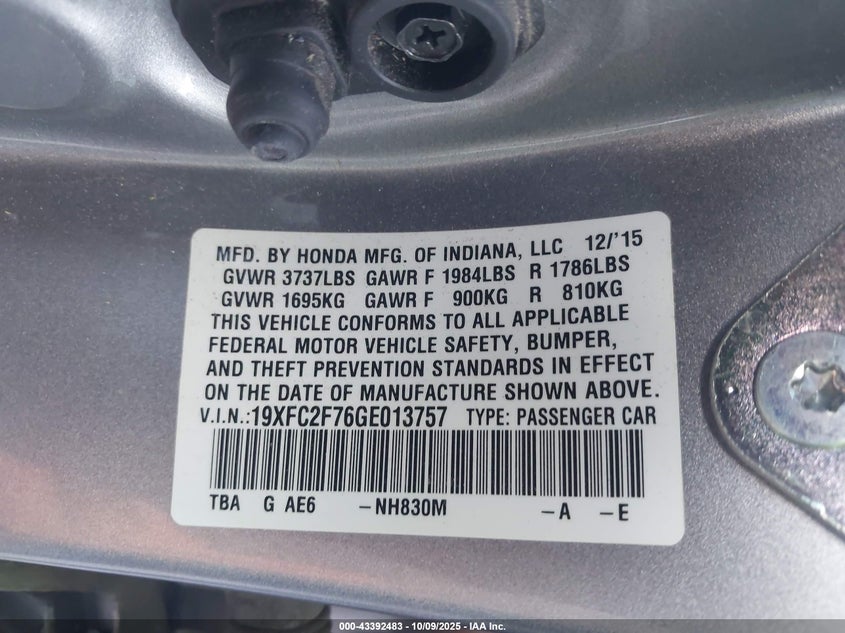 MFD. BY HONDA MFG. OF INDIANA, LLC 12/'15
GVWR 3737LBS GAWR F 1984LBS R 1786LBS
GVWR 1695KG GAWR F 900KG R 810KG
THIS VEHICLE CONFORMS TO ALL APPLICABLE
FEDERAL MOTOR VEHICLE SAFETY, BUMPER,
AND THEFT PREVENTION STANDARDS IN EFFECT
ON THE DATE OF MANUFACTURE SHOWN ABOVE.
V.I.N.:19XFC2F76GE013757 TYPE: PASSENGER CAR
TBA G AE6 -NH830M -A -E
000-43392483 - 10/09/2025 - IAA Inc.